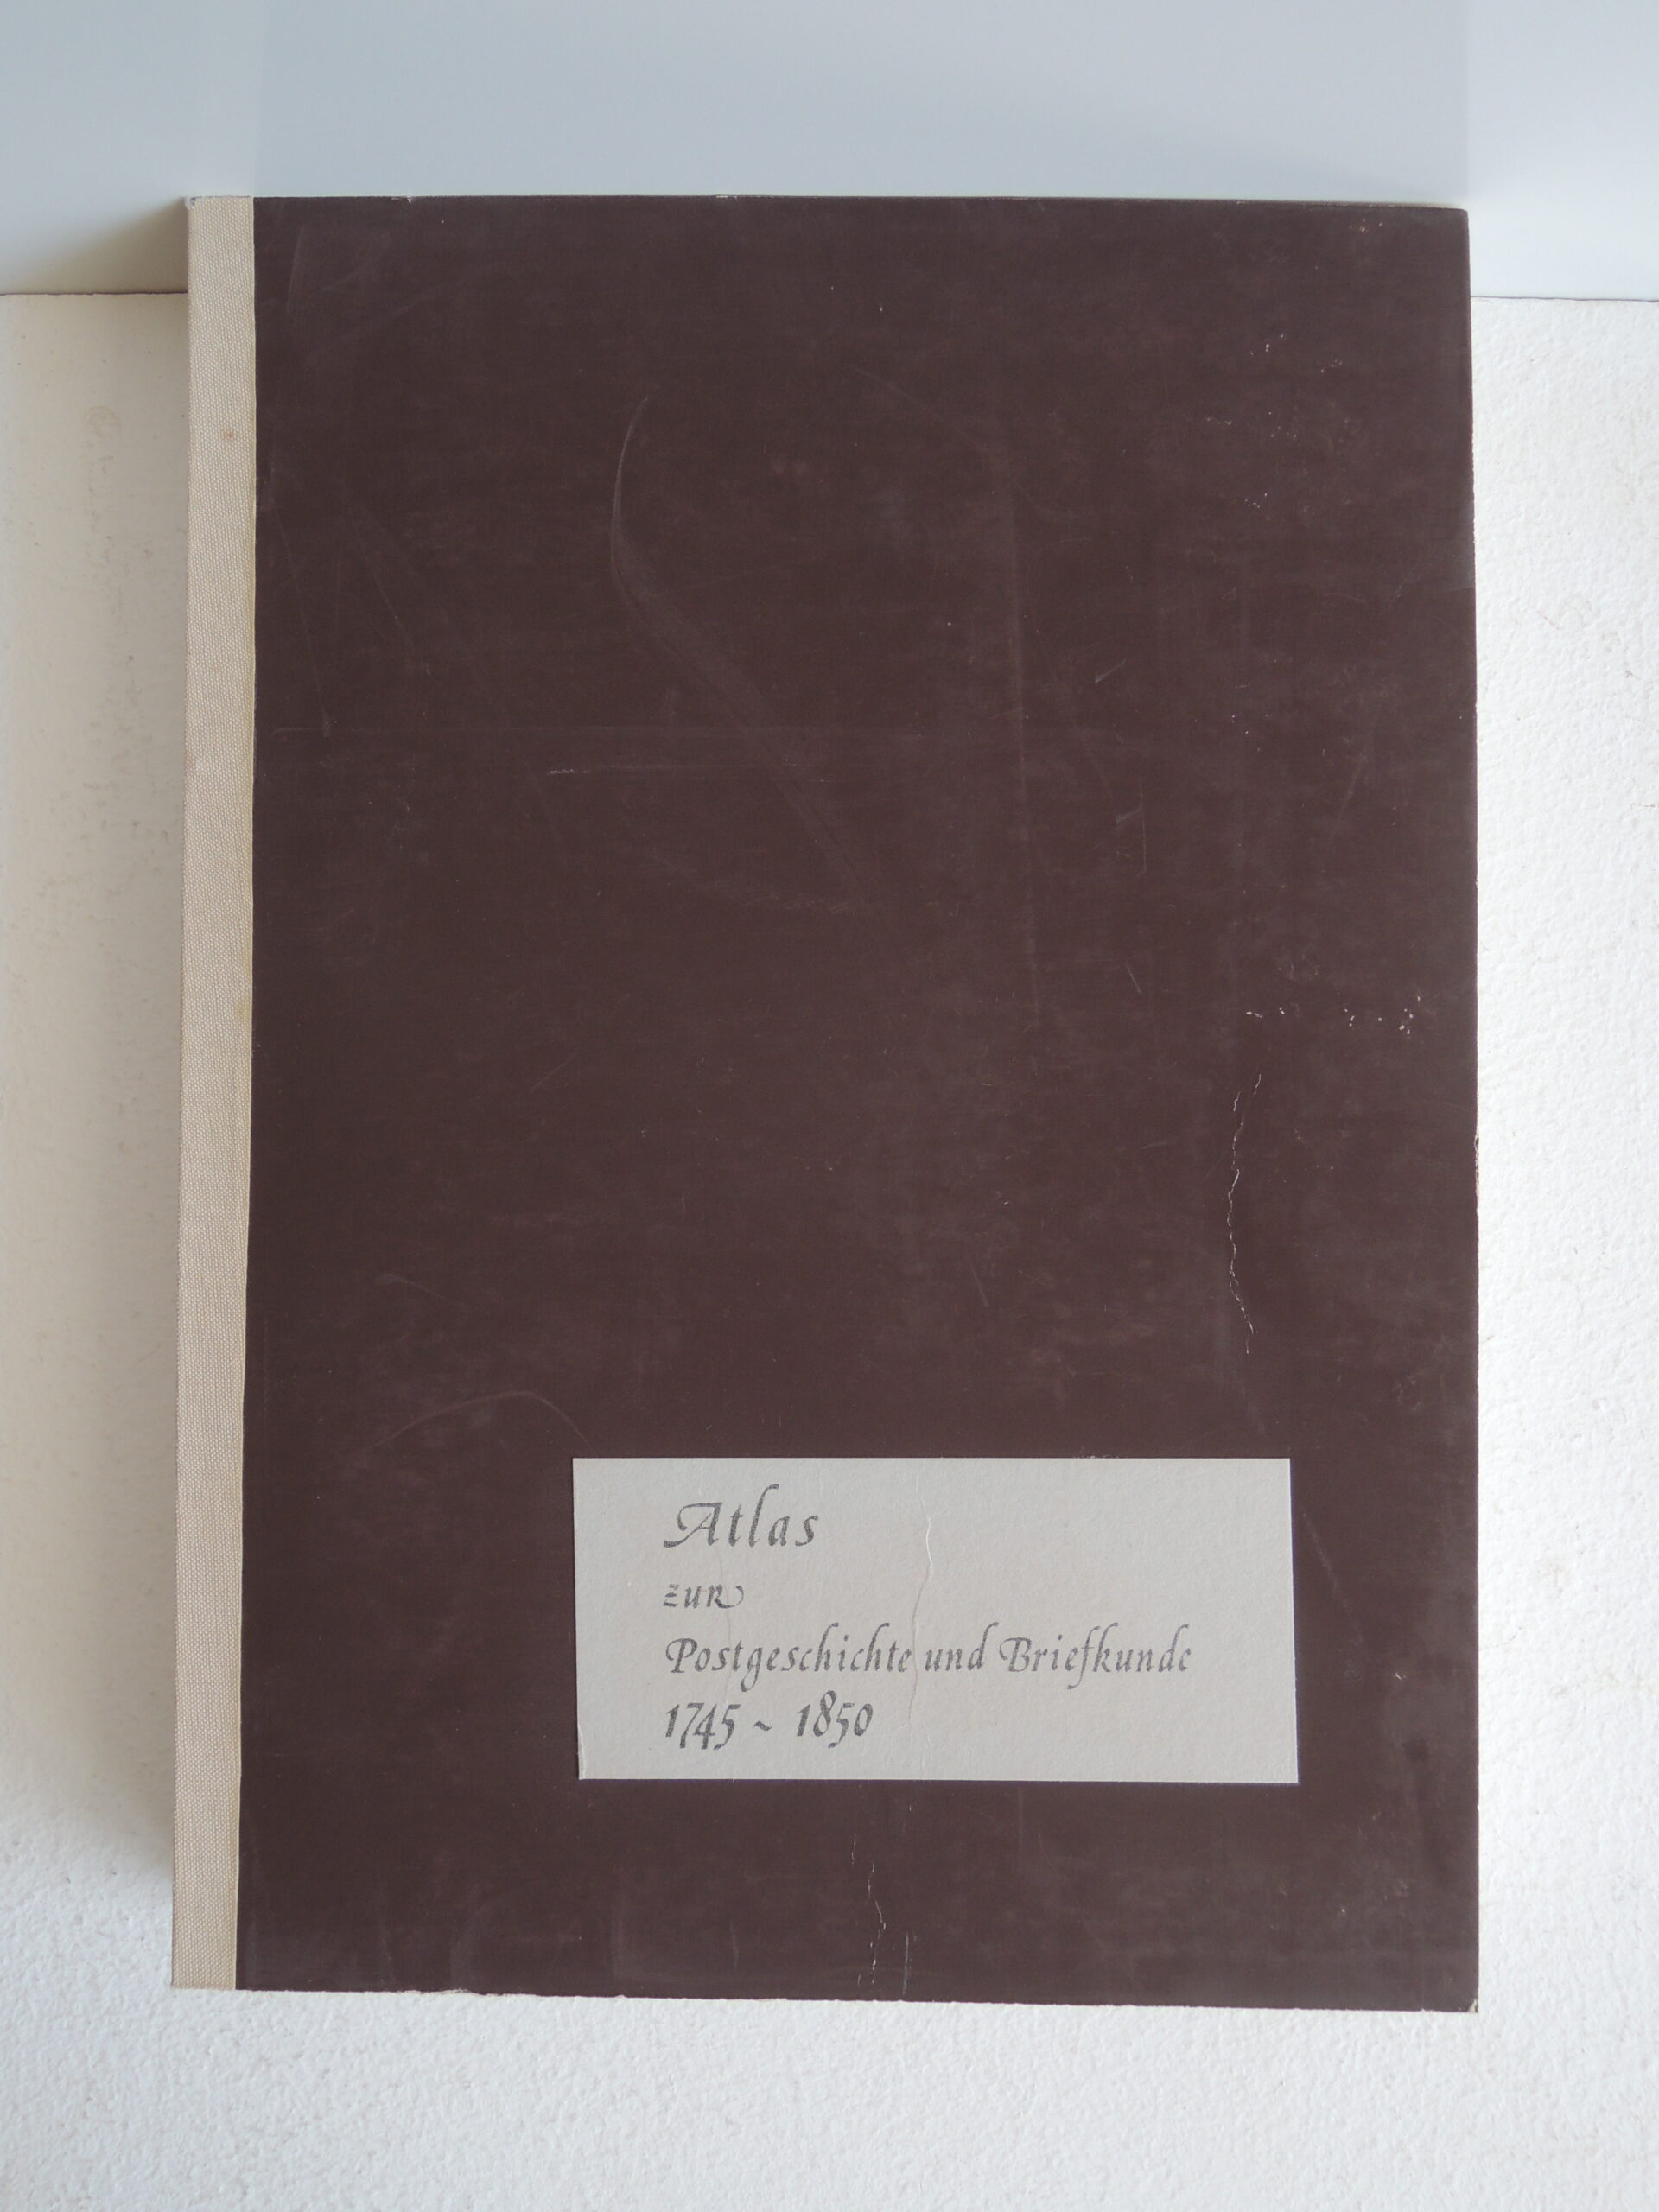 Atlas
zur
Postgeschichte und Briefkunde
1745 ~ 1850